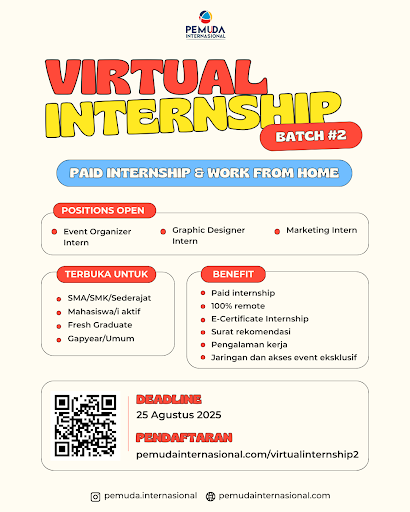 PEMUDA
INTERNASIONAL
VIRTUAL
INTERNSHIP
BATCH #2
PAID INTERNSHIP & WORK FROM HOME
POSITIONS OPEN
Event Organizer
Intern
Graphic Designer
Intern
Marketing Intern
TERBUKA UNTUK
SMA/SMK/Sederajat
Mahasiswa/i aktif
Fresh Graduate
Gapyear/Umum
BENEFIT
Paid internship
100% remote
E-Certificate Internship
Surat rekomendasi
Pengalaman kerja
Jaringan dan akses event eksklusif
DEADLINE
25 Agustus 2025
PENDAFTARAN
pemudainternasional.com/virtualinternship2
pemuda.internasional
pemudainternasional.com